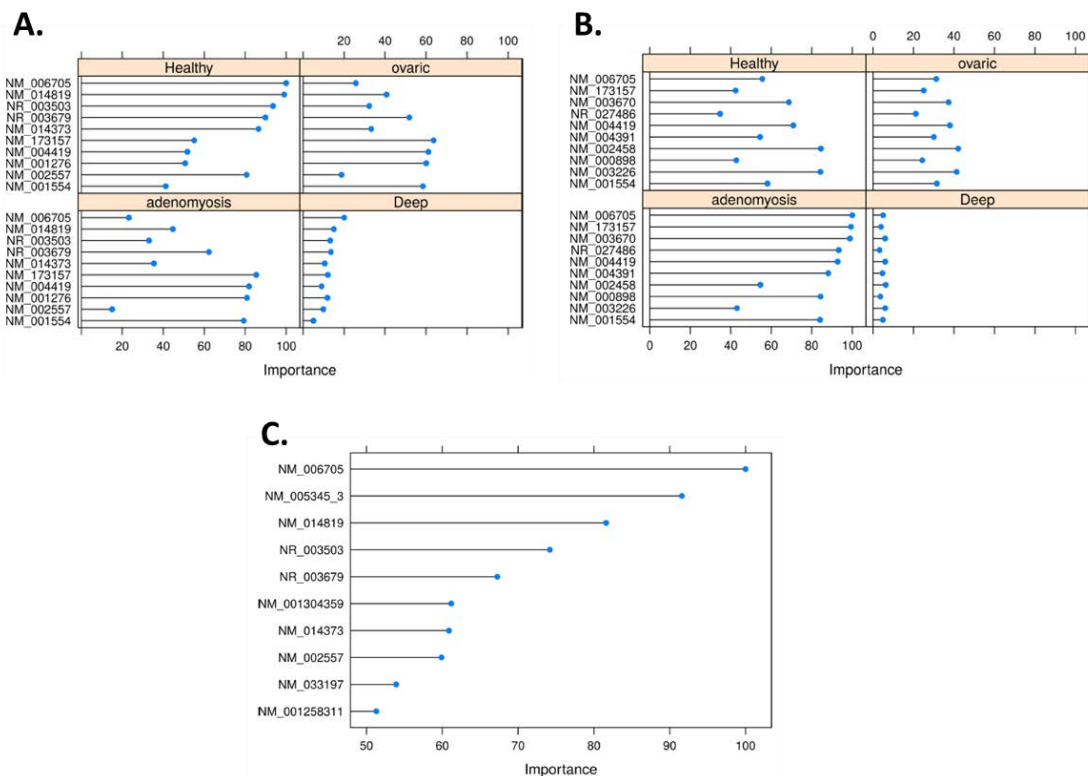 A.
20 40 60 80 100
Healthy ovaric
NM_006705
NM_014819
NR_003503
NR_003679
NM_014373
NM_173157
NM_004419
NM_001276
NM_002557
NM_001554
adenomyosis Deep
NM_006705
NM_014819
NR_003503
NR_003679
NM_014373
NM_173157
NM_004419
NM_001276
NM_002557
NM_001554
20 40 60 80 100
Importance
B.
0 20 40 60 80 100
Healthy ovaric
NM_006705
NM_173157
NM_003670
NR_027486
NM_004419
NM_004391
NM_002458
NM_000898
NM_003226
NM_001554
adenomyosis Deep
NM_006705
NM_173157
NM_003670
NR_027486
NM_004419
NM_004391
NM_002458
NM_000898
NM_003226
NM_001554
0 20 40 60 80 100
Importance
C.
NM_006705
NM_005345_3
NM_014819
NR_003503
NR_003679
NM_001304359
NM_014373
NM_002557
NM_033197
NM_001258311
50 60 70 80 90 100
Importance